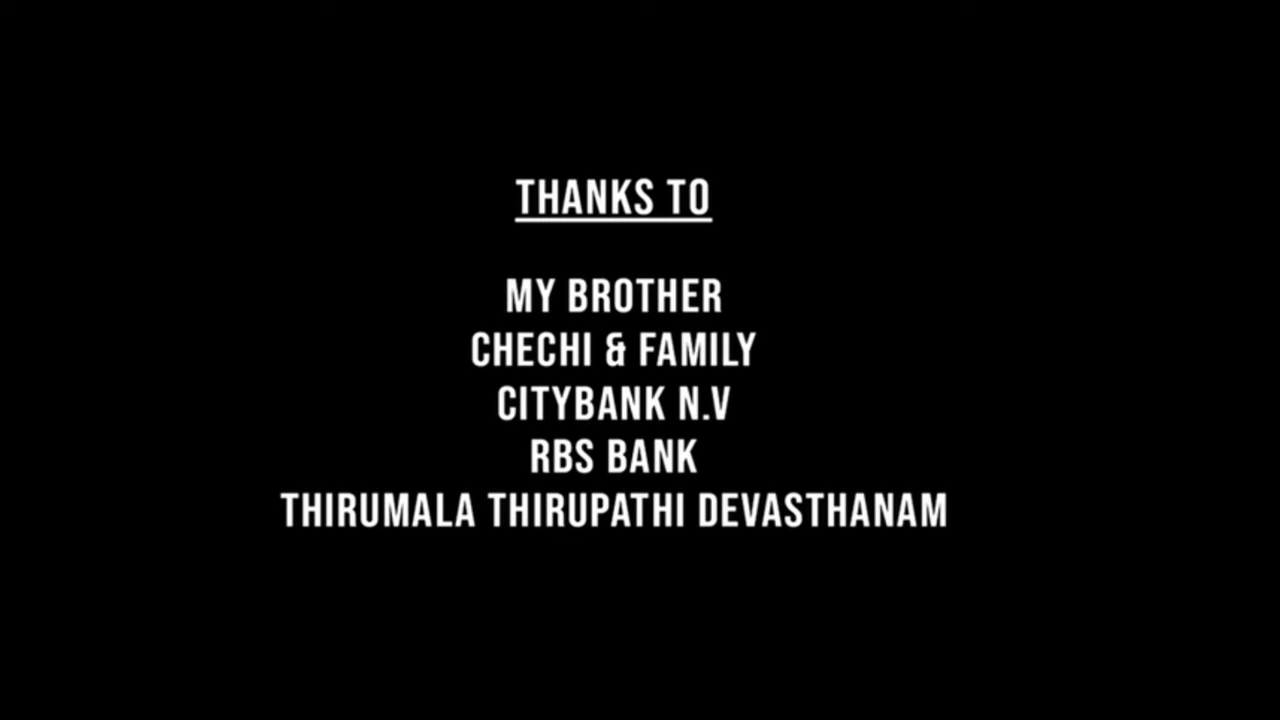 THANKS TO
MY BROTHER
CHECHI & FAMILY
CITYBANK N.V
RBS BANK
THIRUMALA THIRUPATHI DEVASTHANAM